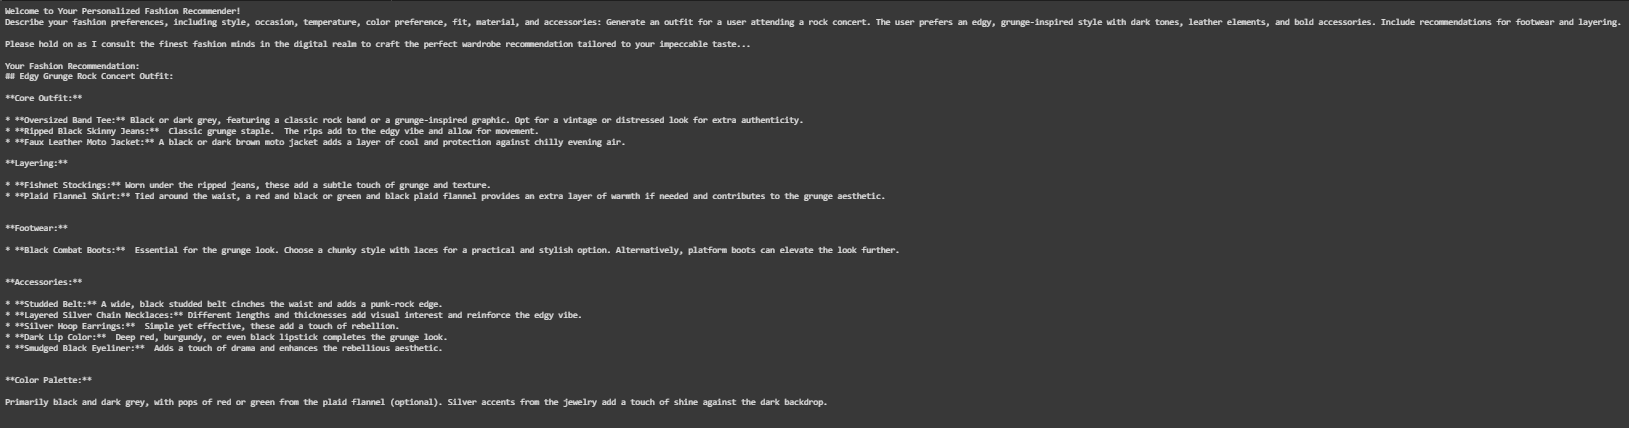 Welcome to Your Personalized Fashion Recommender!
Describe your fashion preferences, including style, occasion, temperature, color preference, fit, material, and accessories: Generate an outfit for a user attending a rock concert. The user prefers an edgy, grunge-inspired style with dark tones, leather elements, and bold accessories. Include recommendations for footwear and layering.
Please hold on as I consult the finest fashion minds in the digital realm to craft the perfect wardrobe recommendation tailored to your impeccable taste...
Your Fashion Recommendation:
## Edgy Grunge Rock Concert Outfit:
**Core Outfit:**
* **Oversized Band Tee:** Black or dark grey, featuring a classic rock band or a grunge-inspired graphic. Opt for a vintage or distressed look for extra authenticity.
* **Ripped Black Skinny Jeans:**  Classic grunge staple.  The rips add to the edgy vibe and allow for movement.
* **Faux Leather Moto Jacket:** A black or dark brown moto jacket adds a layer of cool and protection against chilly evening air.
**Layering:**
* **Fishnet Stockings:** Worn under the ripped jeans, these add a subtle touch of grunge and texture.
* **Plaid Flannel Shirt:** Tied around the waist, a red and black or green and black plaid flannel provides an extra layer of warmth if needed and contributes to the grunge aesthetic.
**Footwear:**
* **Black Combat Boots:**  Essential for the grunge look. Choose a chunky style with laces for a practical and stylish option. Alternatively, platform boots can elevate the look further.
**Accessories:**
* **Studded Belt:** A wide, black studded belt cinches the waist and adds a punk-rock edge.
* **Layered Silver Chain Necklaces:** Different lengths and thicknesses add visual interest and reinforce the edgy vibe.
* **Silver Hoop Earrings:**  Simple yet effective, these add a touch of rebellion.
* **Dark Lip Color:**  Deep red, burgundy, or even black lipstick completes the grunge look.
* **Smudged Black Eyeliner:**  Adds a touch of drama and enhances the rebellious aesthetic.
**Color Palette:**
Primarily black and dark grey, with pops of red or green from the plaid flannel (optional). Silver accents from the jewelry add a touch of shine against the dark backdrop.